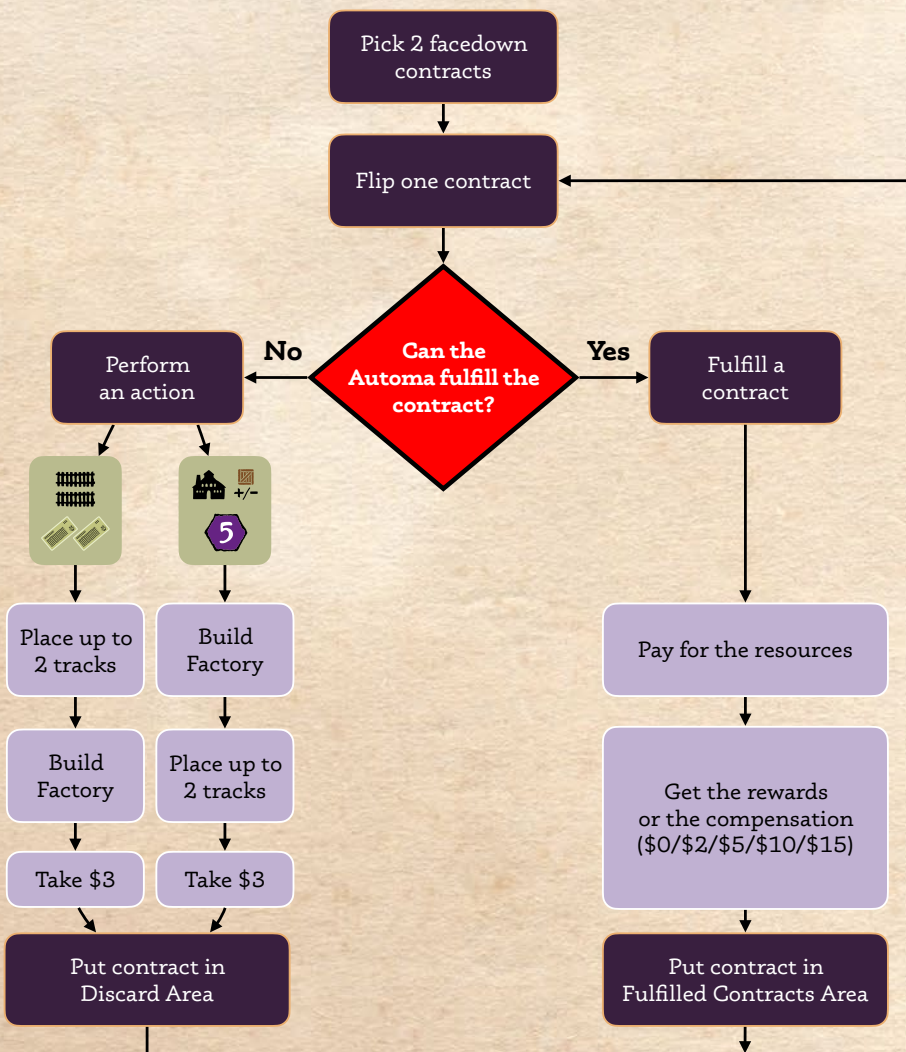 Pick 2 facedown
contracts
Flip one contract
No
Can the
Automa fulfill the
contract?
Yes
Perform
an action
Fulfill a
contract
+/-
5
Place up to
2 tracks
Build
Factory
Build
Factory
Place up to
2 tracks
Take $3
Take $3
Put contract in
Discard Area
Pay for the resources
Get the rewards
or the compensation
($0/$2/$5/$10/$15)
Put contract in
Fulfilled Contracts Area